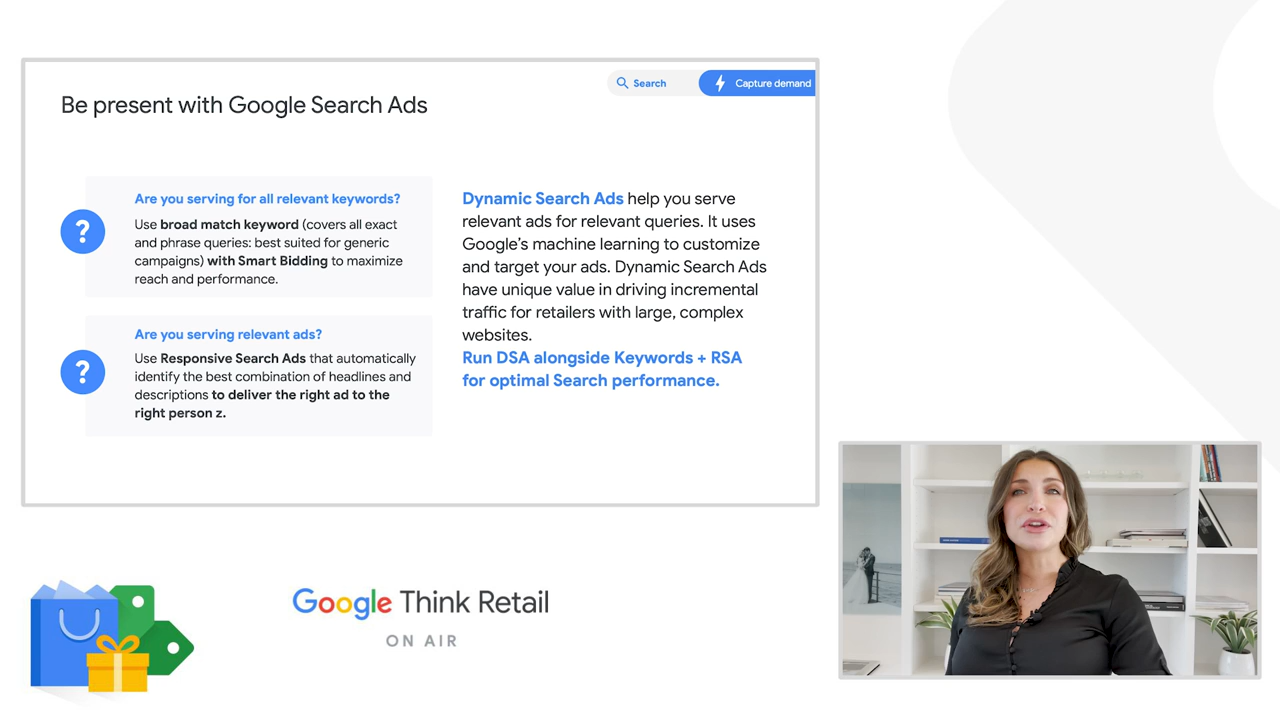 Search
Capture demand
Be present with Google Search Ads
Are you serving for all relevant keywords?
?
Use broad match keyword (covers all exact
and phrase queries: best suited for generic
campaigns) with Smart Bidding to maximize
reach and performance.
Are you serving relevant ads?
?
Use Responsive Search Ads that automatically
identify the best combination of headlines and
descriptions to deliver the right ad to the
right person z.
Dynamic Search Ads help you serve
relevant ads for relevant queries. It uses
Google's machine learning to customize
and target your ads. Dynamic Search Ads
have unique value in driving incremental
traffic for retailers with large, complex
websites.
Run DSA alongside Keywords + RSA
for optimal Search performance.
Google Think Retail
ON AIR